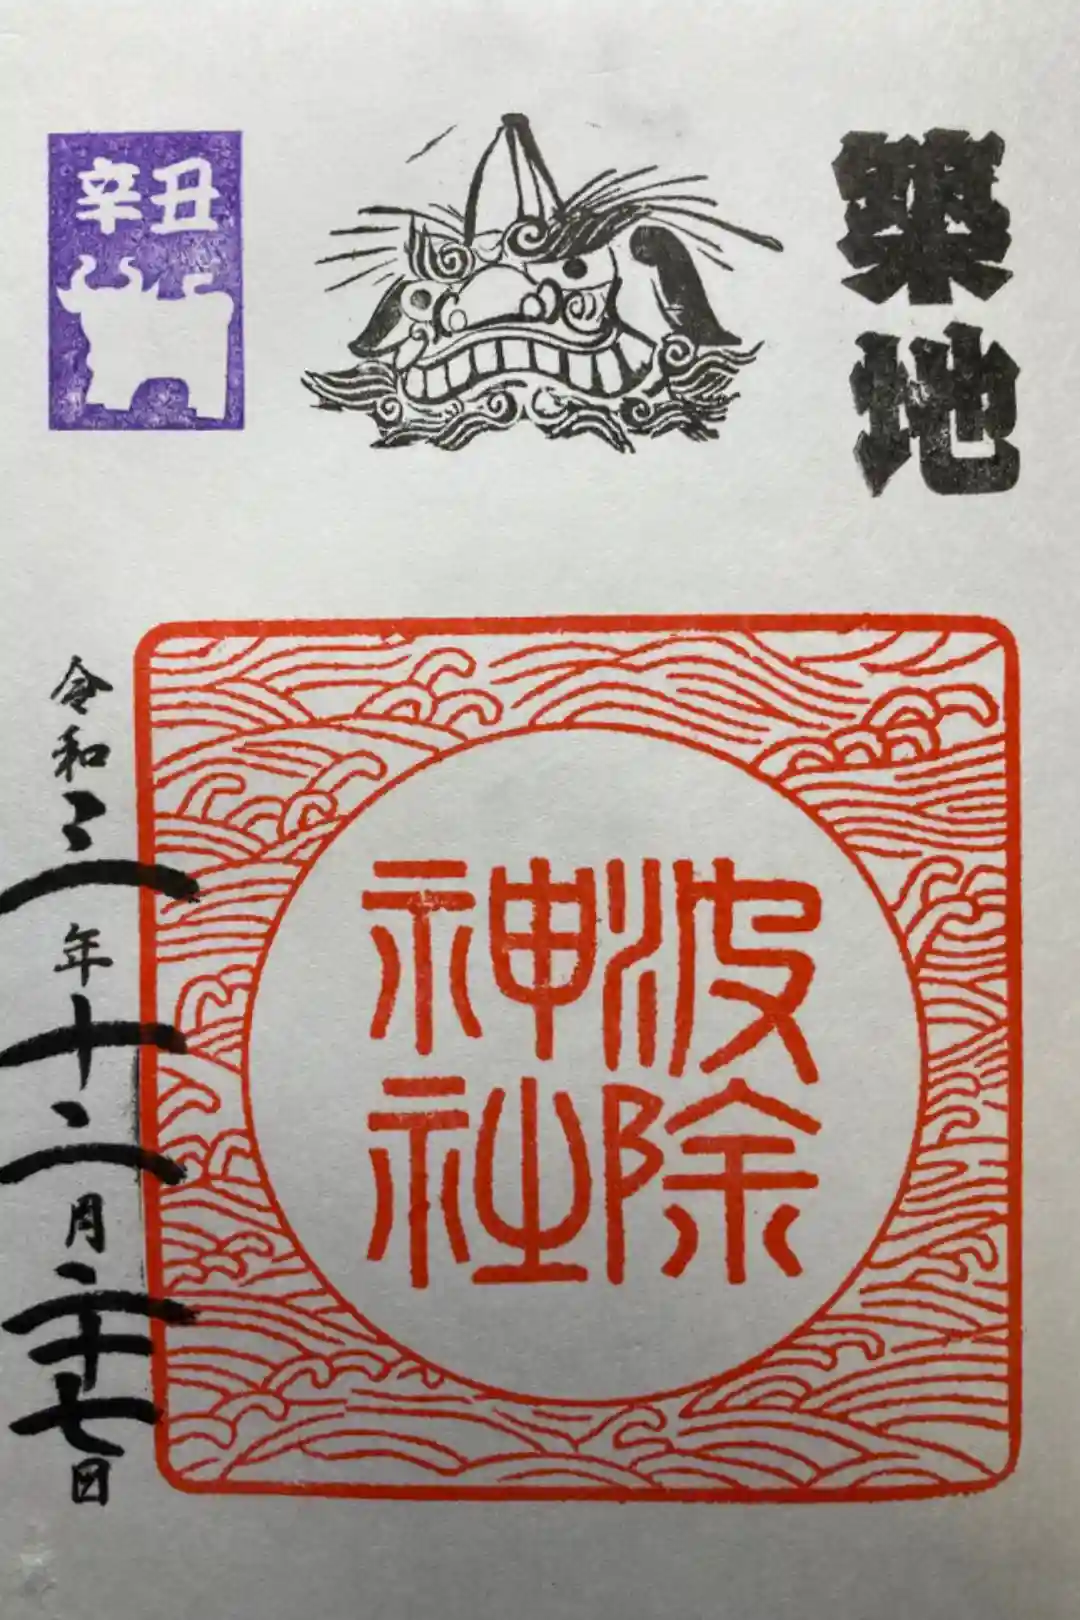 築地
辛丑
波除
神社
令和三年十二月二十七日